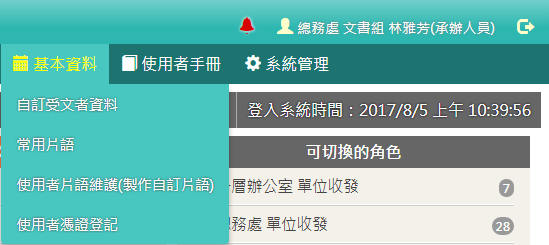 總務處 文書組 林雅芳(承辦人員)
基本資料 使用者手冊 系統管理
自訂受文者資料
登入系統時間：2017/8/5 上午 10:39:56
常用片語
可切換的角色
使用者片語維護(製作自訂片語)
層辦公室 單位收發 7
使用者憑證登記
務處 單位收發 28